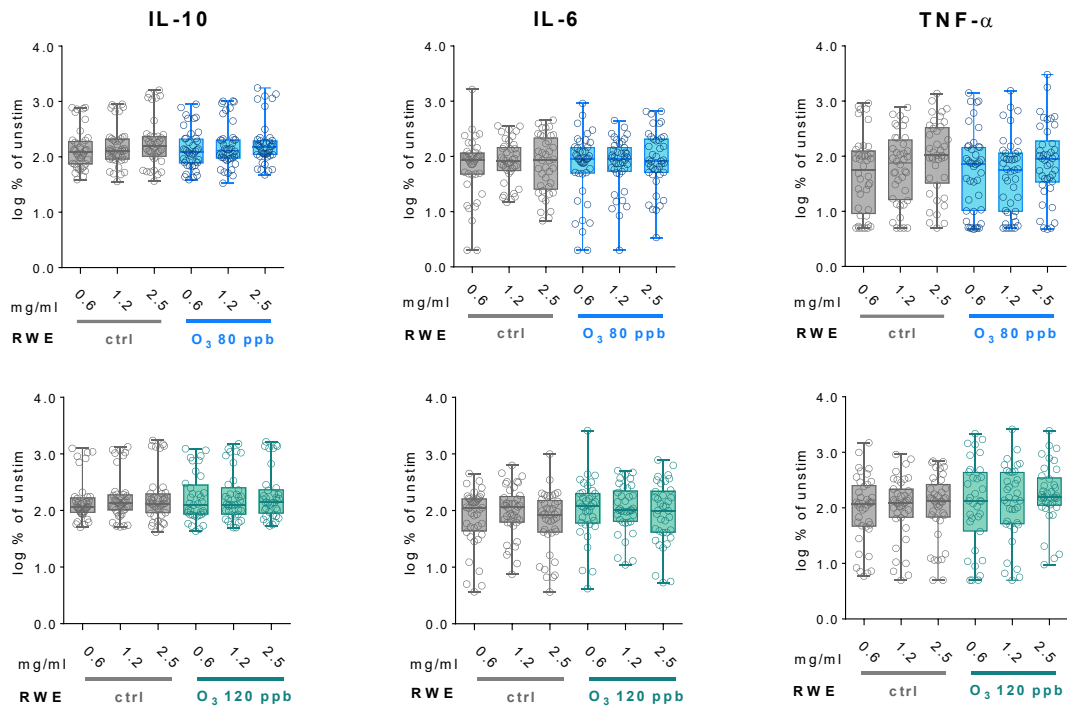 IL-10
4.0
3.0
2.0
1.0
0.0
log % of unstim
0.6 1.2 2.5 0.6 1.2 2.5
mg/ml
RWE ctrl O3 80 ppb
IL-6
4.0
3.0
2.0
1.0
0.0
log % of unstim
0.6 1.2 2.5 0.6 1.2 2.5
mg/ml
RWE ctrl O3 80 ppb
TNF-α
4.0
3.0
2.0
1.0
0.0
log % of unstim
0.6 1.2 2.5 0.6 1.2 2.5
mg/ml
RWE ctrl O3 80 ppb
4.0
3.0
2.0
1.0
0.0
log % of unstim
0.6 1.2 2.5 0.6 1.2 2.5
mg/ml
RWE ctrl O3 120 ppb
4.0
3.0
2.0
1.0
0.0
log % of unstim
0.6 1.2 2.5 0.6 1.2 2.5
mg/ml
RWE ctrl O3 120 ppb
4.0
3.0
2.0
1.0
0.0
log % of unstim
0.6 1.2 2.5 0.6 1.2 2.5
mg/ml
RWE ctrl O3 120 ppb